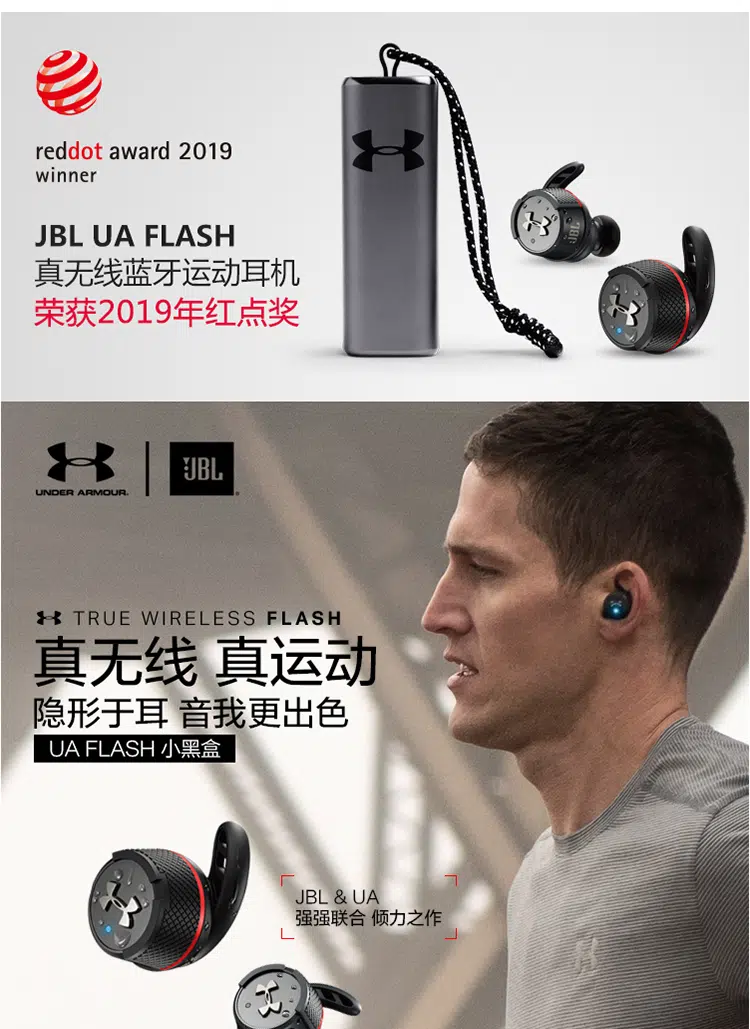 reddot award 2019
winner
JBL UA FLASH
真无线蓝牙运动耳机
荣获2019年红点奖
JBL
UNDER ARMOUR.
JBL
TRUE WIRELESS FLASH
真无线 真运动
隐形于耳 音我更出色
UA FLASH 小黑盒
JBL & UA
强强联合 倾力之作